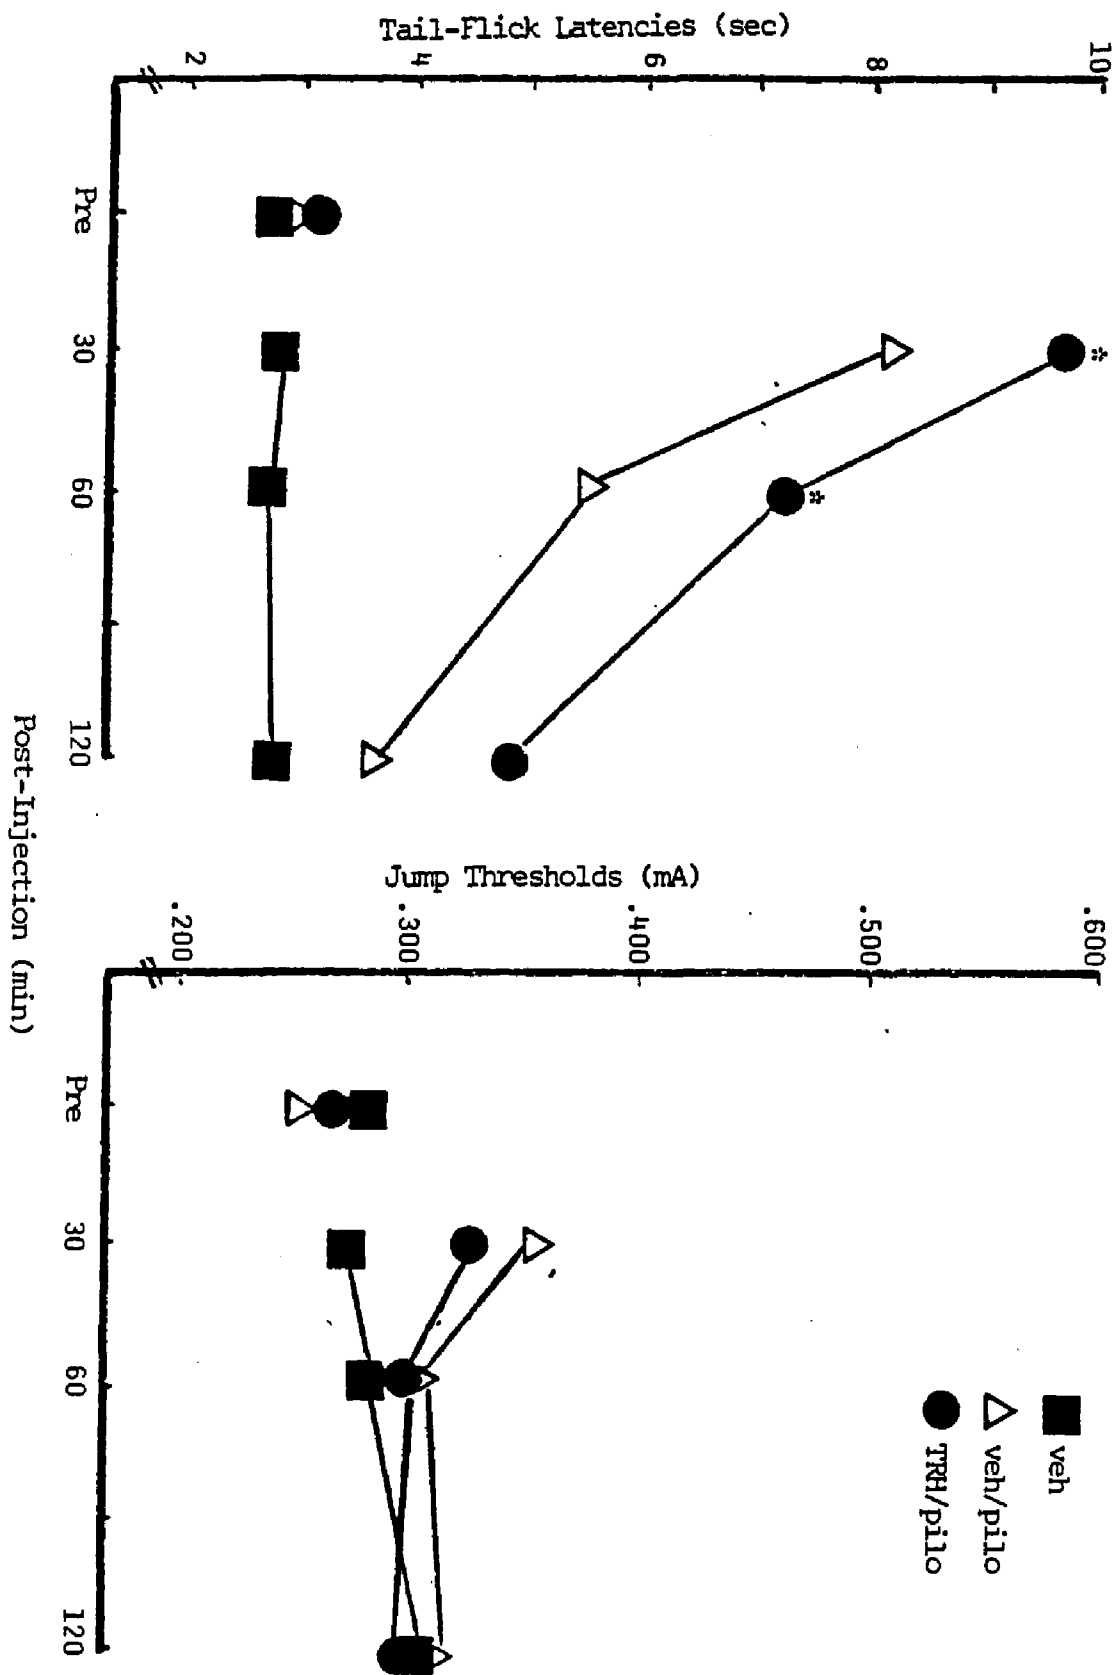 Tail-Flick Latencies (sec)
10
8
6
4
2
Pre
30
60
120
Jump Thresholds (mA)
.600
.500
.400
.300
.200
Pre
30
60
120
Post-Injection (min)
veh
veh/pilo
TRH/pilo
*
*